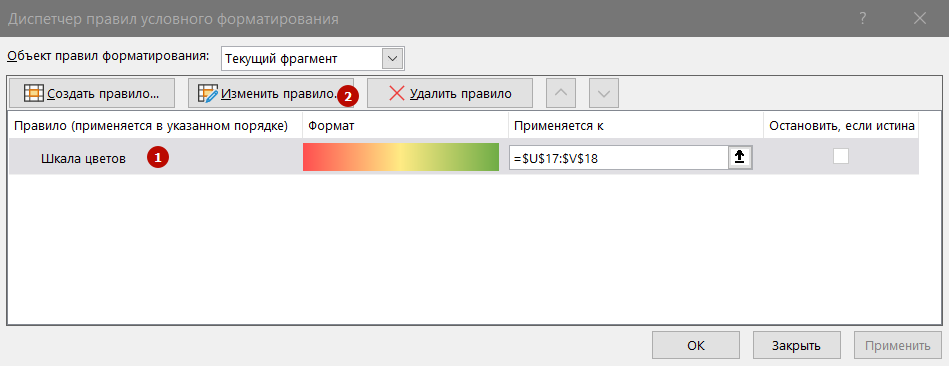 Диспетчер правил условного форматирования ? ×
Объект правил форматирования: Текущий фрагмент
Создать правило... Изменить правило... 2 Удалить правило
Правило (применяется в указанном порядке) Формат Применяется к Остановить, если истина
Шкала цветов 1 =$U$17:$V$18
ОК Закрыть Применить